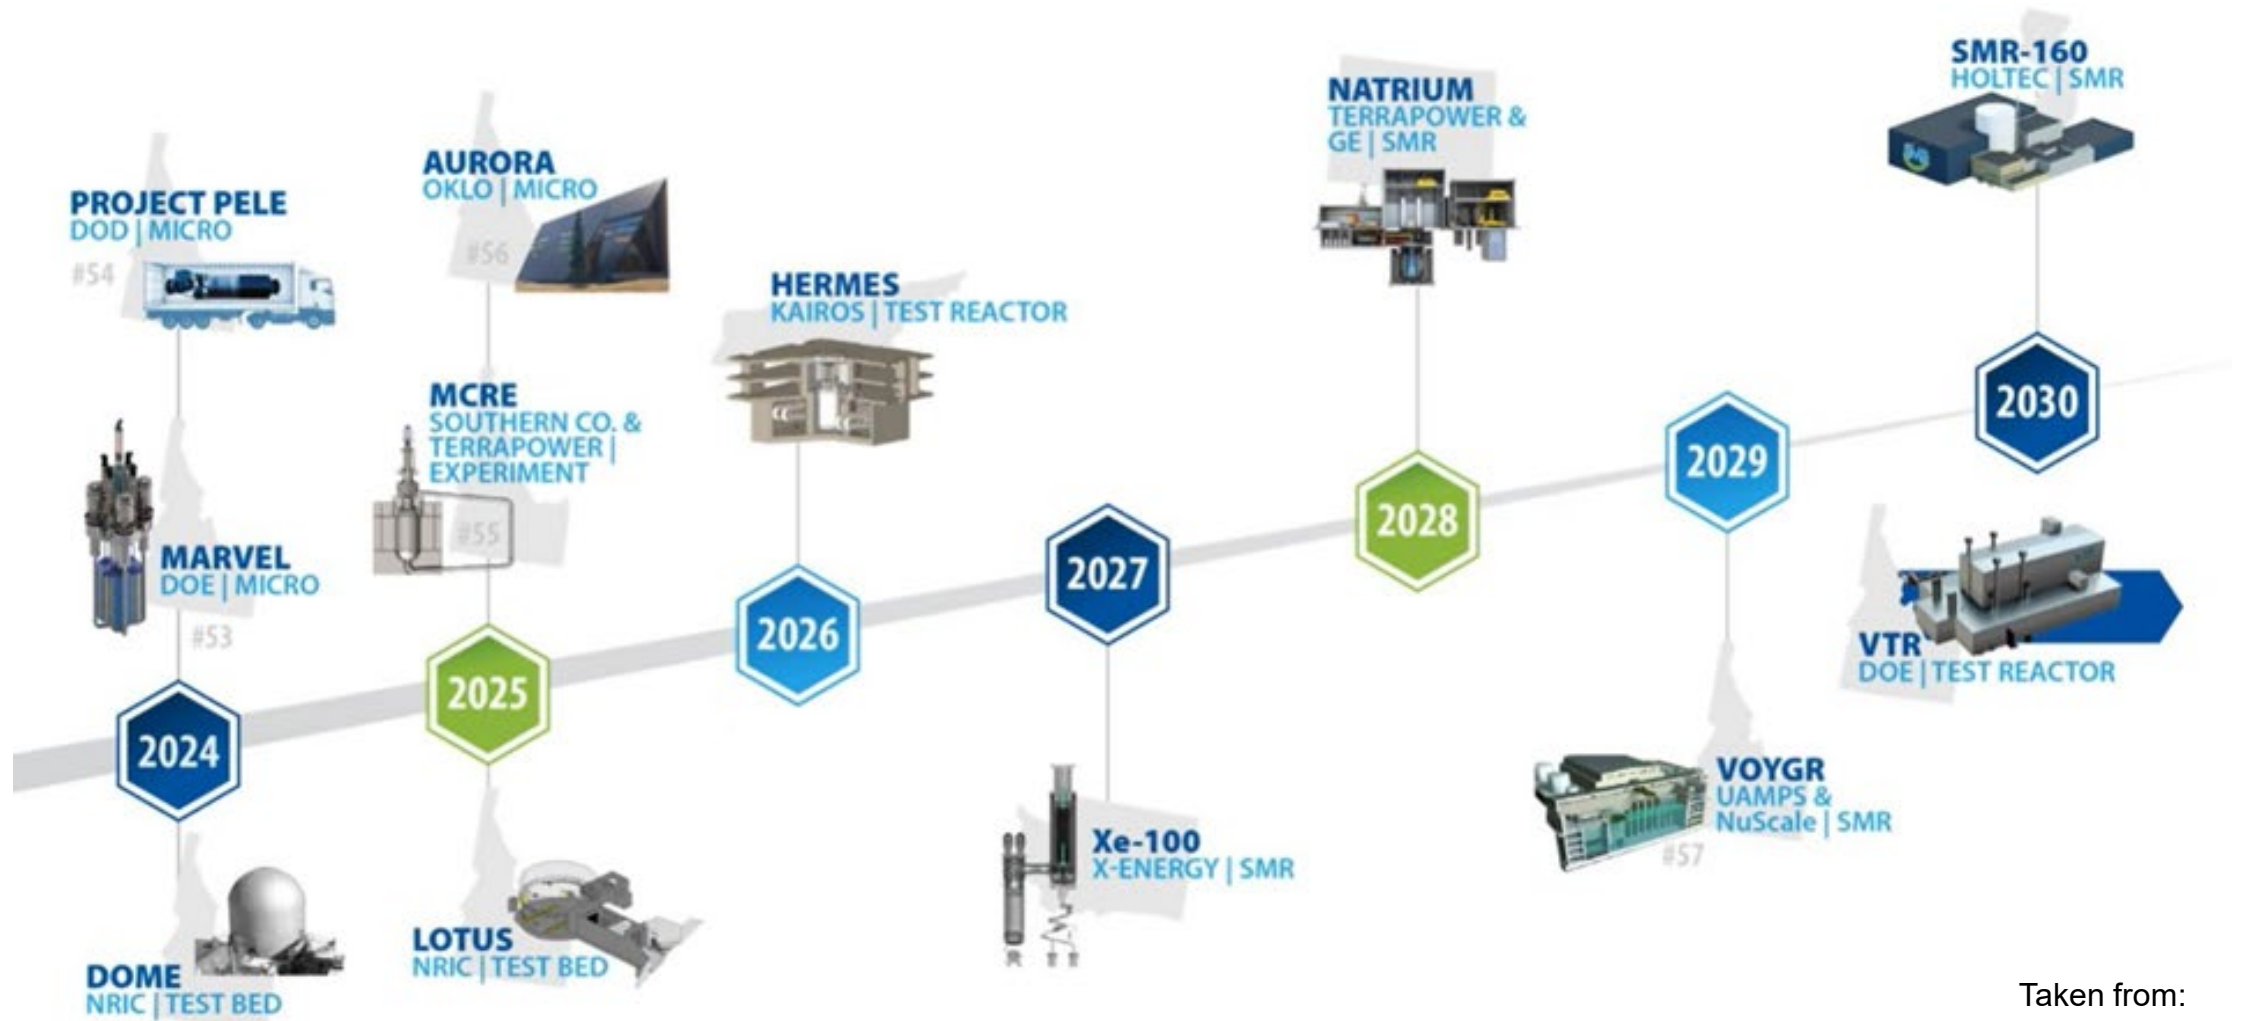 PROJECT PELE
DOD | MICRO
#54
MARVEL
DOE | MICRO
#53
2024
DOME
NRIC | TEST BED
AURORA
OKLO | MICRO
#56
MCRE
SOUTHERN CO. &
TERRAPOWER |
EXPERIMENT
#55
2025
LOTUS
NRIC | TEST BED
HERMES
KAIROS | TEST REACTOR
2026
2027
Xe-100
X-ENERGY | SMR
NATRIUM
TERRAPOWER &
GE | SMR
2028
2029
VOYGR
UAMPS &
NuScale | SMR
#57
SMR-160
HOLTEC | SMR
2030
VTR
DOE | TEST REACTOR
Taken from: